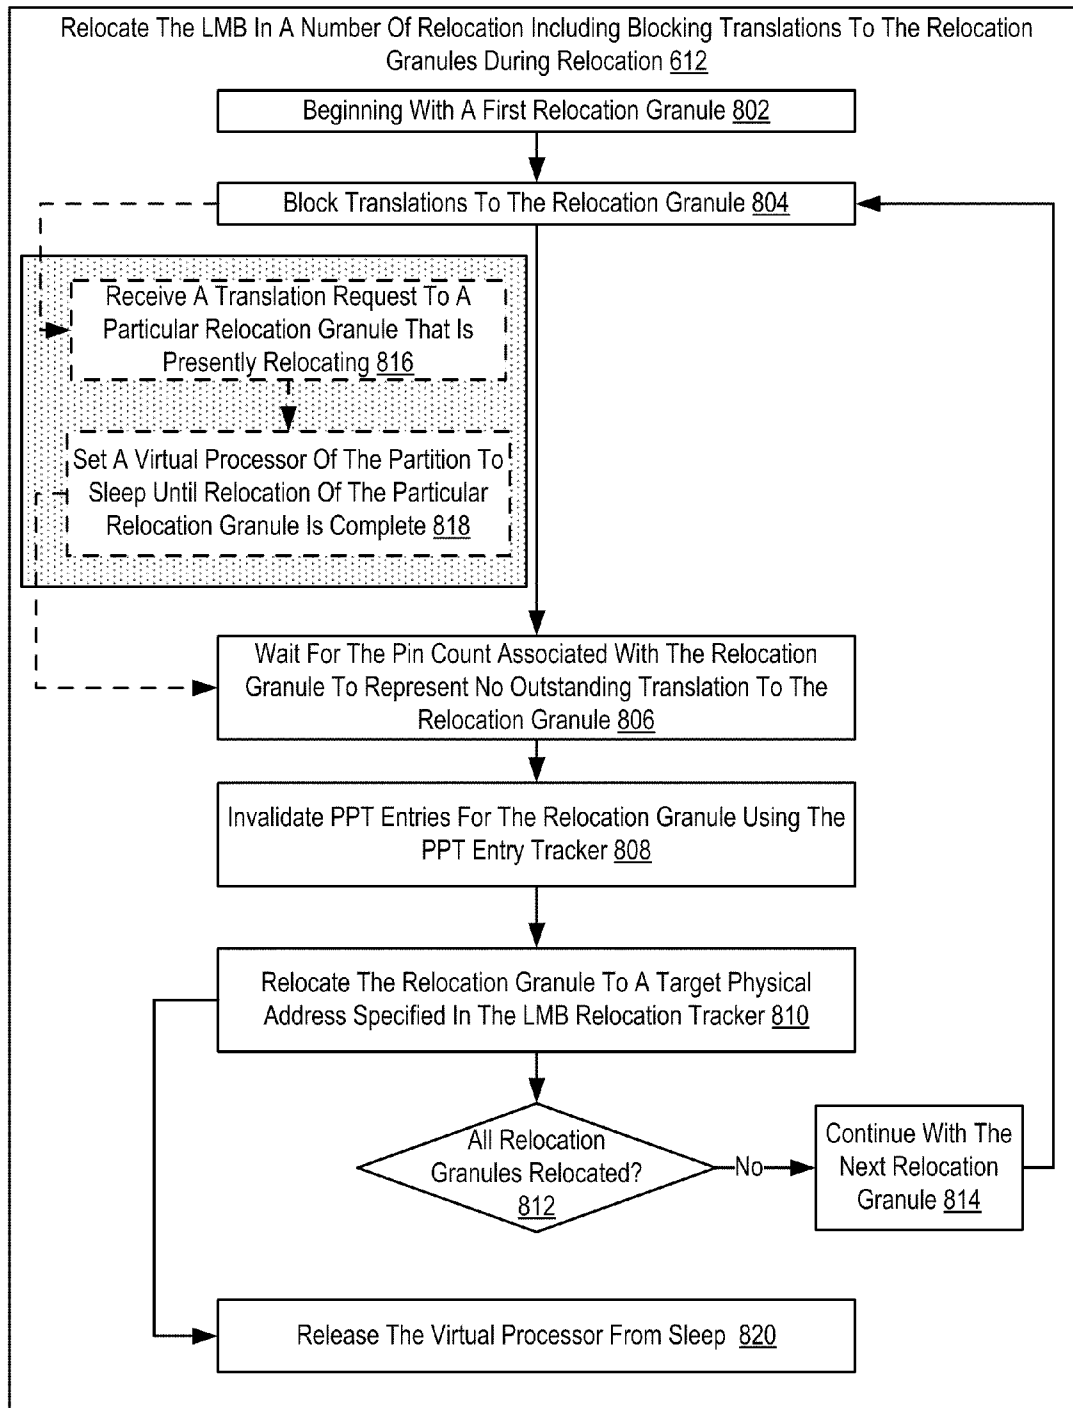 Relocate The LMB In A Number Of Relocation Including Blocking Translations To The Relocation
Granules During Relocation 612
Beginning With A First Relocation Granule 802
Block Translations To The Relocation Granule 804
Receive A Translation Request To A
Particular Relocation Granule That Is
Presently Relocating 816
Set A Virtual Processor Of The Partition To
Sleep Until Relocation Of The Particular
Relocation Granule Is Complete 818
Wait For The Pin Count Associated With The Relocation
Granule To Represent No Outstanding Translation To The
Relocation Granule 806
Invalidate PPT Entries For The Relocation Granule Using The
PPT Entry Tracker 808
Relocate The Relocation Granule To A Target Physical
Address Specified In The LMB Relocation Tracker 810
All Relocation
Granules Relocated?
812
No
Continue With The
Next Relocation
Granule 814
Release The Virtual Processor From Sleep 820